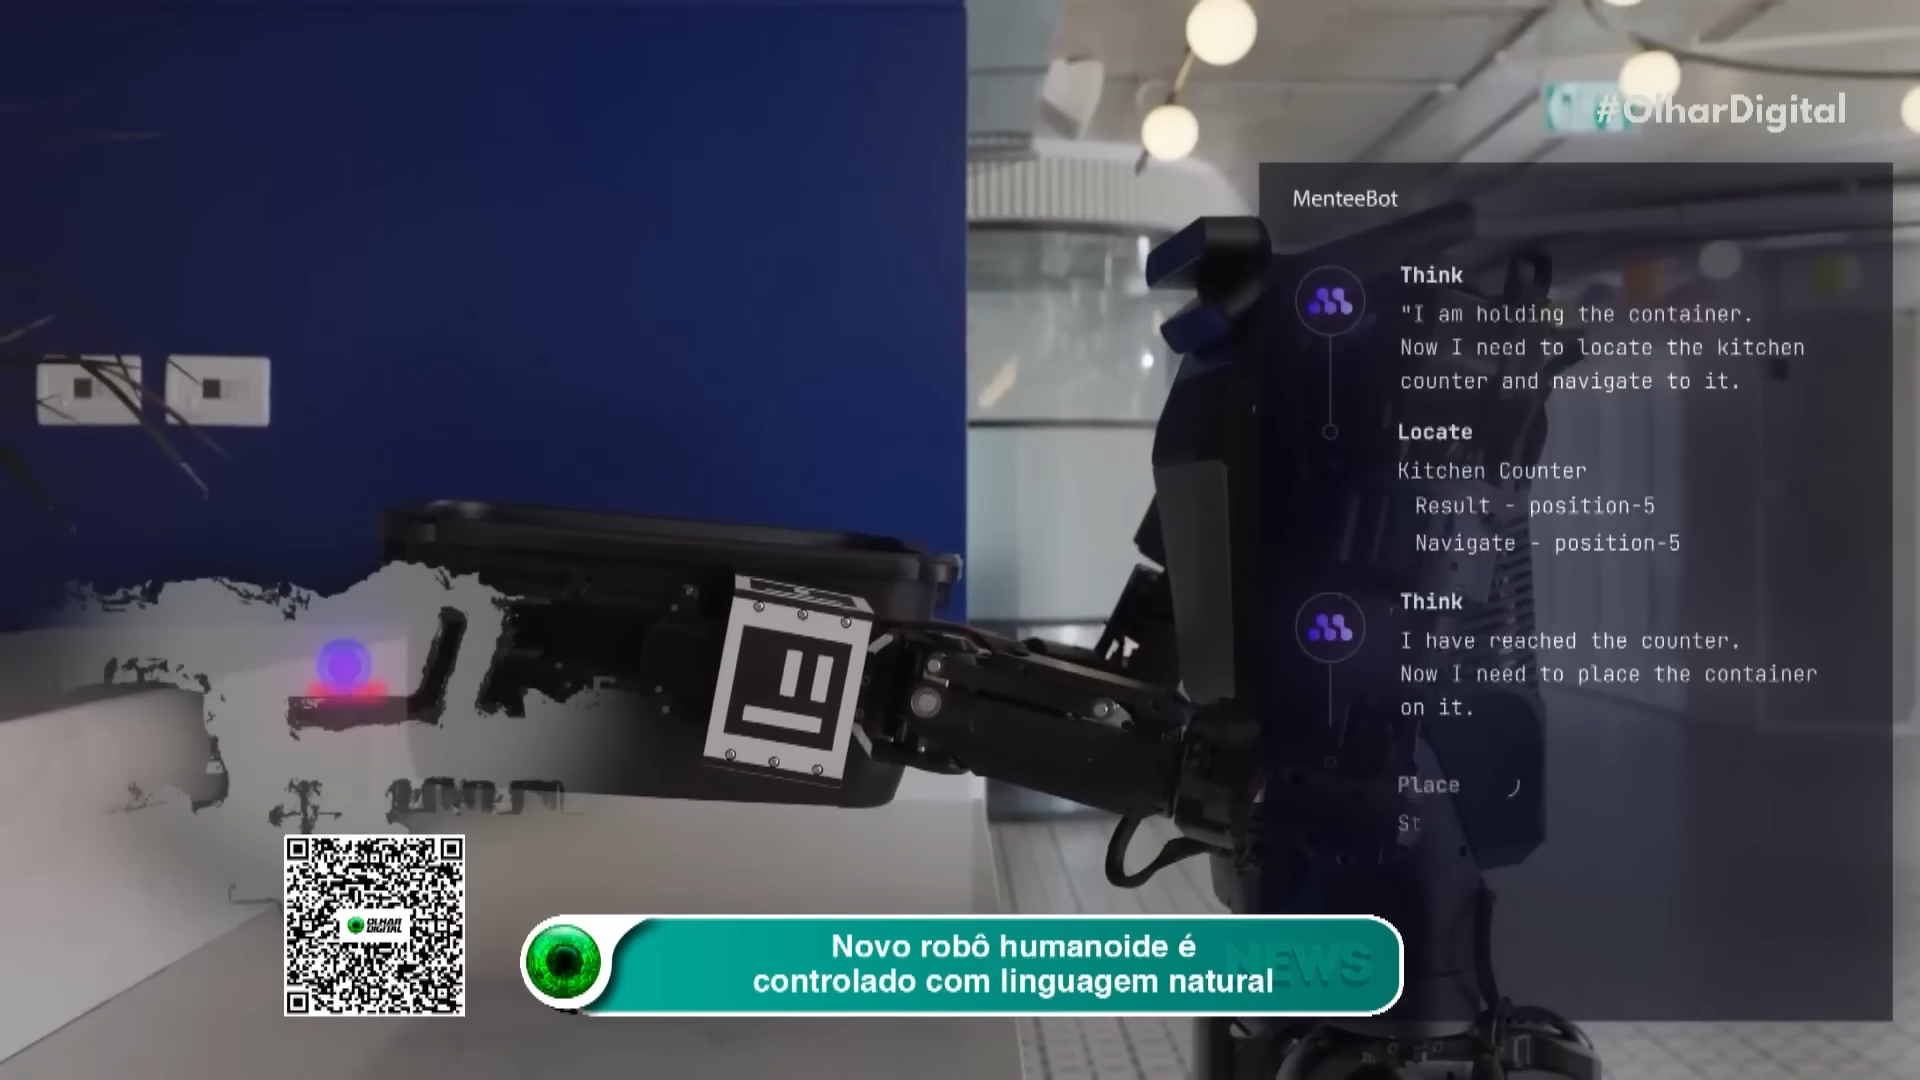 #OlharDigital
MenteeBot
Think
"I am holding the container.
Now I need to locate the kitchen
counter and navigate to it.
Locate
Kitchen Counter
Result - position-5
Navigate - position-5
Think
I have reached the counter.
Now I need to place the container
on it.
Place
St
OLHAR
DIGITAL
Novo robô humanoide é
controlado com linguagem natural
NEWS